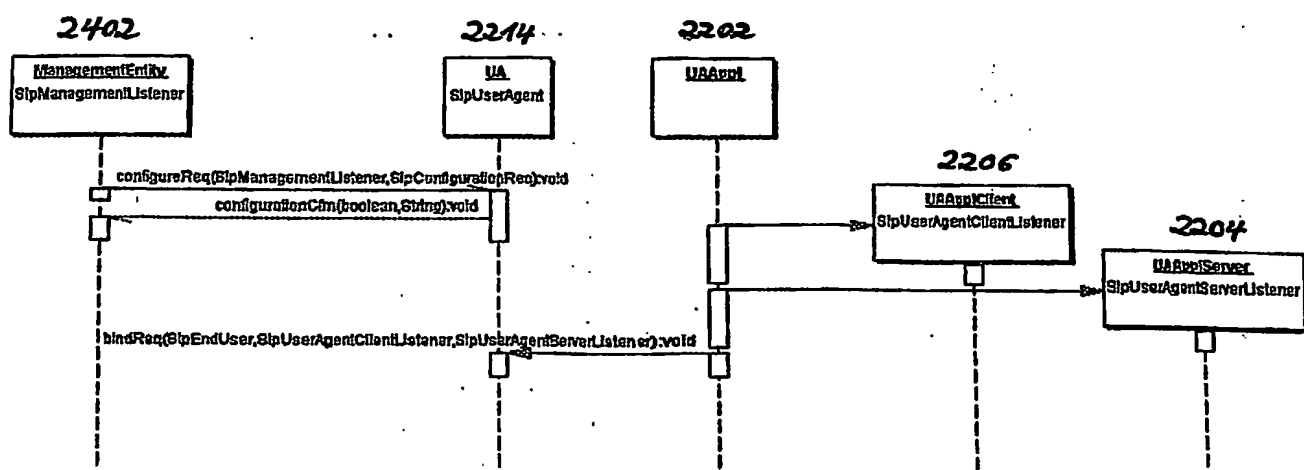 2402
2214
2202
ManagementEntity
SipManagementListener
UA
SipUserAgent
UAAppl
2206
configureReq(SipManagementListener,SipConfigurationReq):void
UAApplClient
SipUserAgentClientListener
configurationCfm(boolean,String):void
2204
UAApplServer
SipUserAgentServerListener
bindReq(SipEndUser,SipUserAgentClientListener,SipUserAgentServerListener):void